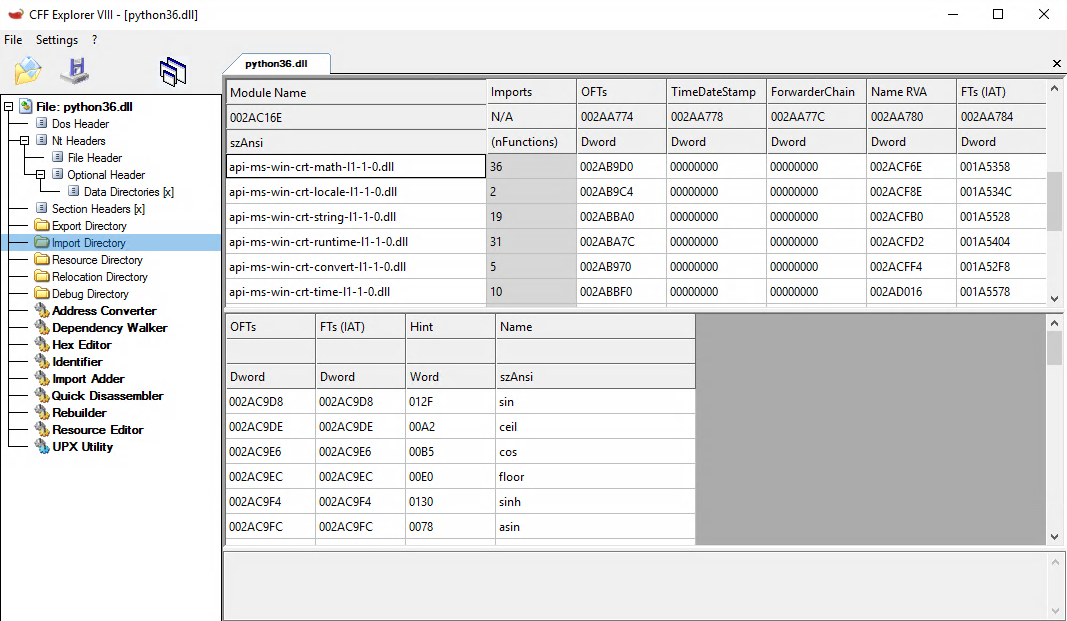 CFF Explorer VIII - [python36.dll]
File Settings ?
python36.dll
File: python36.dll
Dos Header
Nt Headers
File Header
Optional Header
Data Directories [x]
Section Headers [x]
Export Directory
Import Directory
Resource Directory
Relocation Directory
Debug Directory
Address Converter
Dependency Walker
Hex Editor
Identifier
Import Adder
Quick Disassembler
Rebuilder
Resource Editor
UPX Utility
Module Name Imports OFTs TimeDateStamp ForwarderChain Name RVA FTs (IAT)
002AC16E N/A 002AA774 002AA778 002AA77C 002AA780 002AA784
szAnsi (nFunctions) Dword Dword Dword Dword Dword
api-ms-win-crt-math-l1-1-0.dll 36 002AB9D0 00000000 00000000 002ACF6E 001A5358
api-ms-win-crt-locale-l1-1-0.dll 2 002AB9C4 00000000 00000000 002ACF8E 001A534C
api-ms-win-crt-string-l1-1-0.dll 19 002ABBA0 00000000 00000000 002ACFB0 001A5528
api-ms-win-crt-runtime-l1-1-0.dll 31 002ABA7C 00000000 00000000 002ACFD2 001A5404
api-ms-win-crt-convert-l1-1-0.dll 5 002AB970 00000000 00000000 002ACFF4 001A52F8
api-ms-win-crt-time-l1-1-0.dll 10 002ABBF0 00000000 00000000 002AD016 001A5578
OFTs FTs (IAT) Hint Name
Dword Dword Word szAnsi
002AC9D8 002AC9D8 012F sin
002AC9DE 002AC9DE 00A2 ceil
002AC9E6 002AC9E6 00B5 cos
002AC9EC 002AC9EC 00E0 floor
002AC9F4 002AC9F4 0130 sinh
002AC9FC 002AC9FC 0078 asin